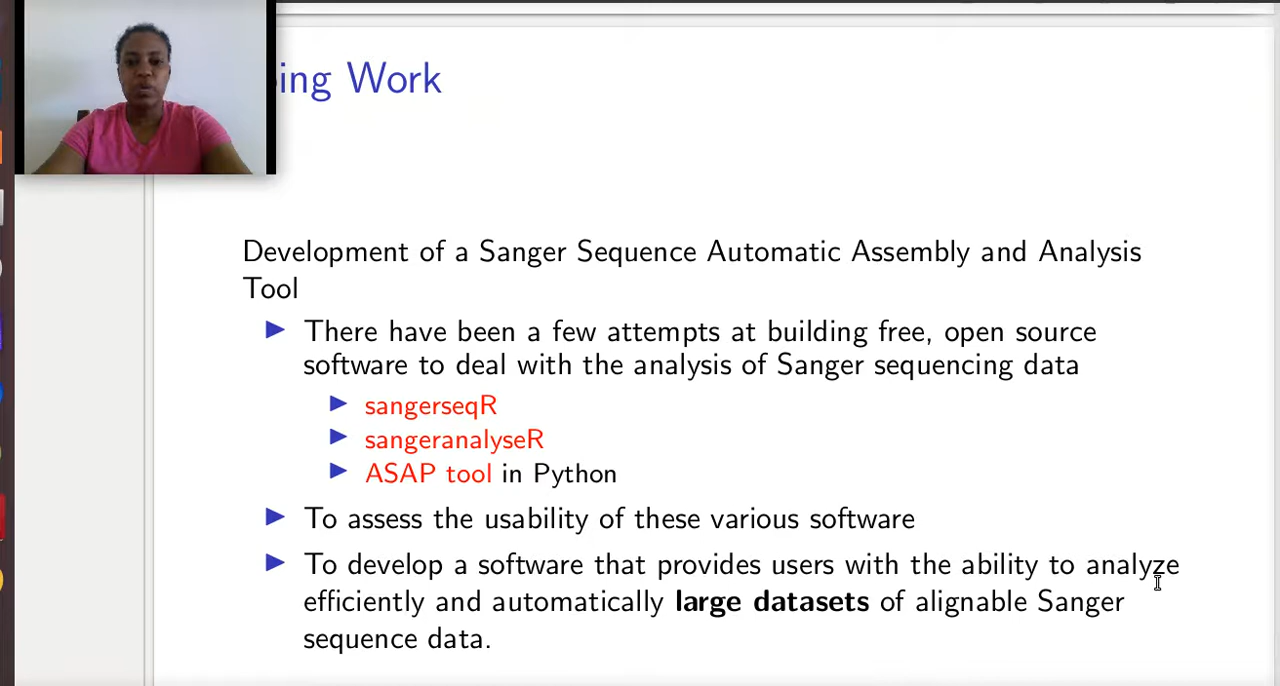 ing Work
Development of a Sanger Sequence Automatic Assembly and Analysis
Tool
There have been a few attempts at building free, open source
software to deal with the analysis of Sanger sequencing data
sangerseqR
sangeranalyseR
ASAP tool in Python
To assess the usability of these various software
To develop a software that provides users with the ability to analyze
efficiently and automatically large datasets of alignable Sanger
sequence data.